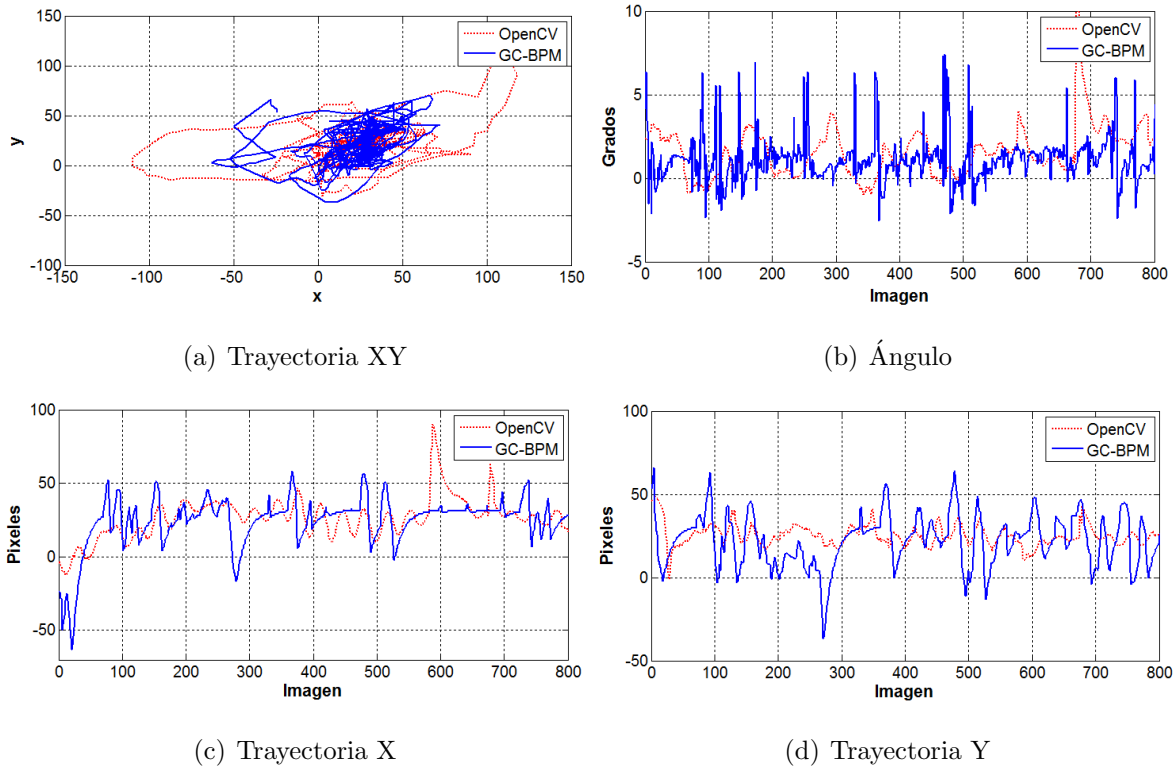 150
100
50
0
-50
-100
y
-150 -100 -50 0 50 100 150
x
OpenCV
GC-BPM
(a) Trayectoria XY
10
5
0
-5
Grados
0 100 200 300 400 500 600 700 800
Imagen
OpenCV
GC-BPM
(b) Ángulo
100
50
0
-50
Pixeles
0 100 200 300 400 500 600 700 800
Imagen
OpenCV
GC-BPM
(c) Trayectoria X
100
50
0
-50
Pixeles
0 100 200 300 400 500 600 700 800
Imagen
OpenCV
GC-BPM
(d) Trayectoria Y